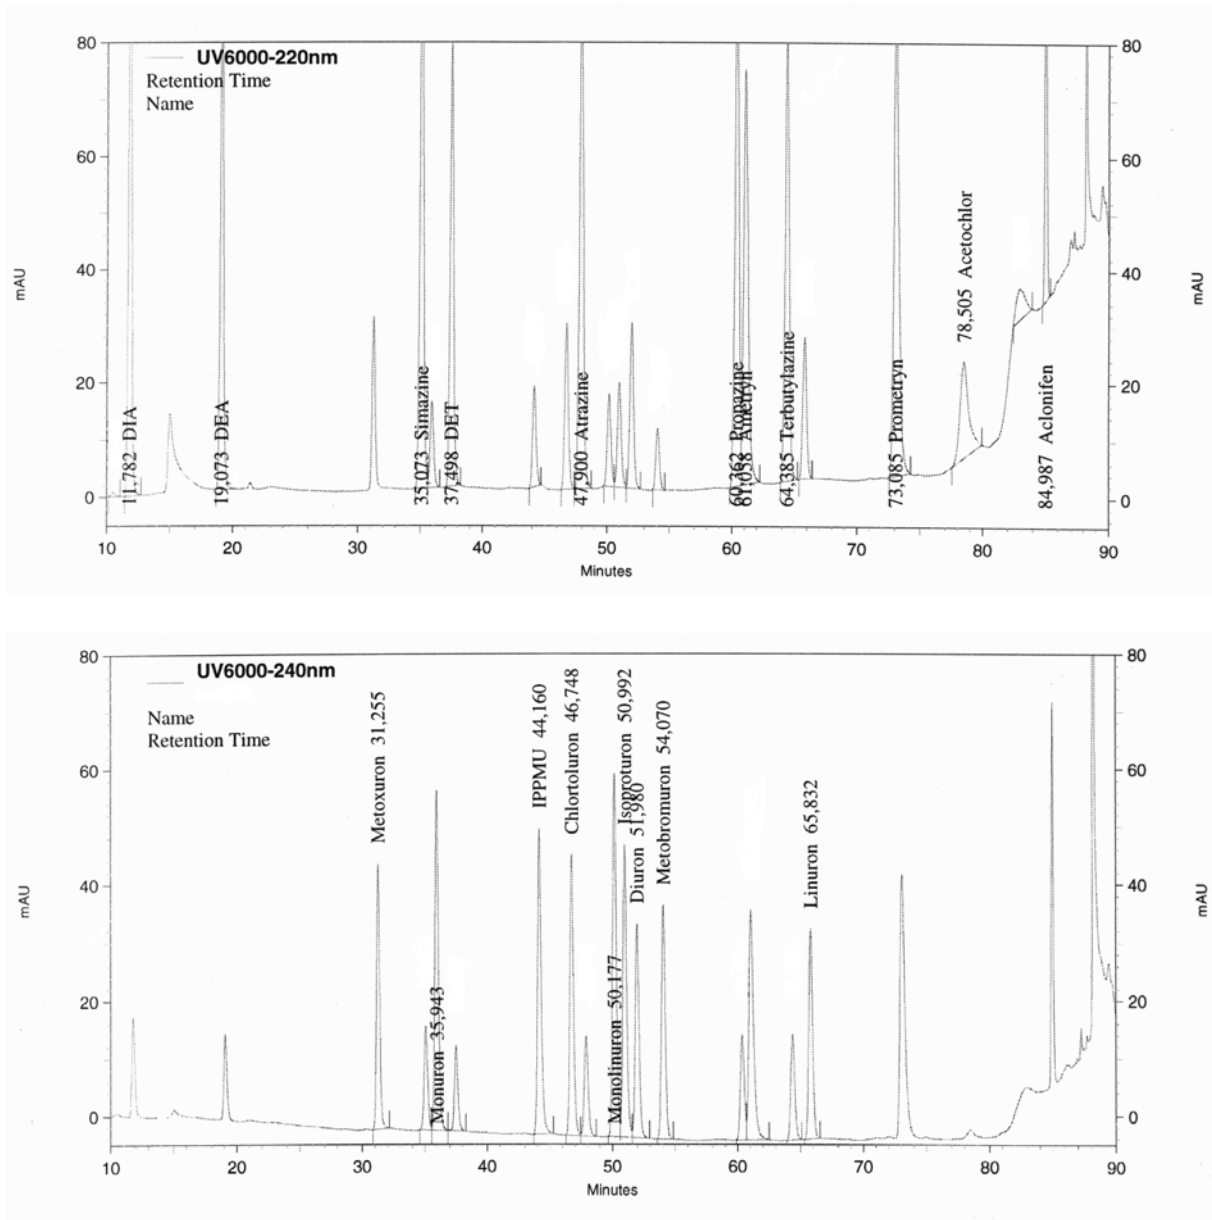 UV6000-220nm
Retention Time
Name
80
60
40
20
0
mAU
11,782 DIA
19,073 DEA
35,073 Simazine
37,498 DET
47,900 Atrazine
60,362 Propazine
61,058 Ametryn
64,385 Terbutylazine
73,085 Prometryn
78,505 Acetochlor
84,987 Aclonifen
80
60
40
20
0
mAU
10 20 30 40 50 60 70 80 90
Minutes
UV6000-240nm
Name
Retention Time
80
60
40
20
0
mAU
Metoxuron 31,255
Monuron 35,943
IPPMU 44,160
Chlortoluron 46,748
Monolinuron 50,177
Isoproturon 50,992
Diuron 51,980
Metobromuron 54,070
Linuron 65,832
80
60
40
20
0
mAU
10 20 30 40 50 60 70 80 90
Minutes